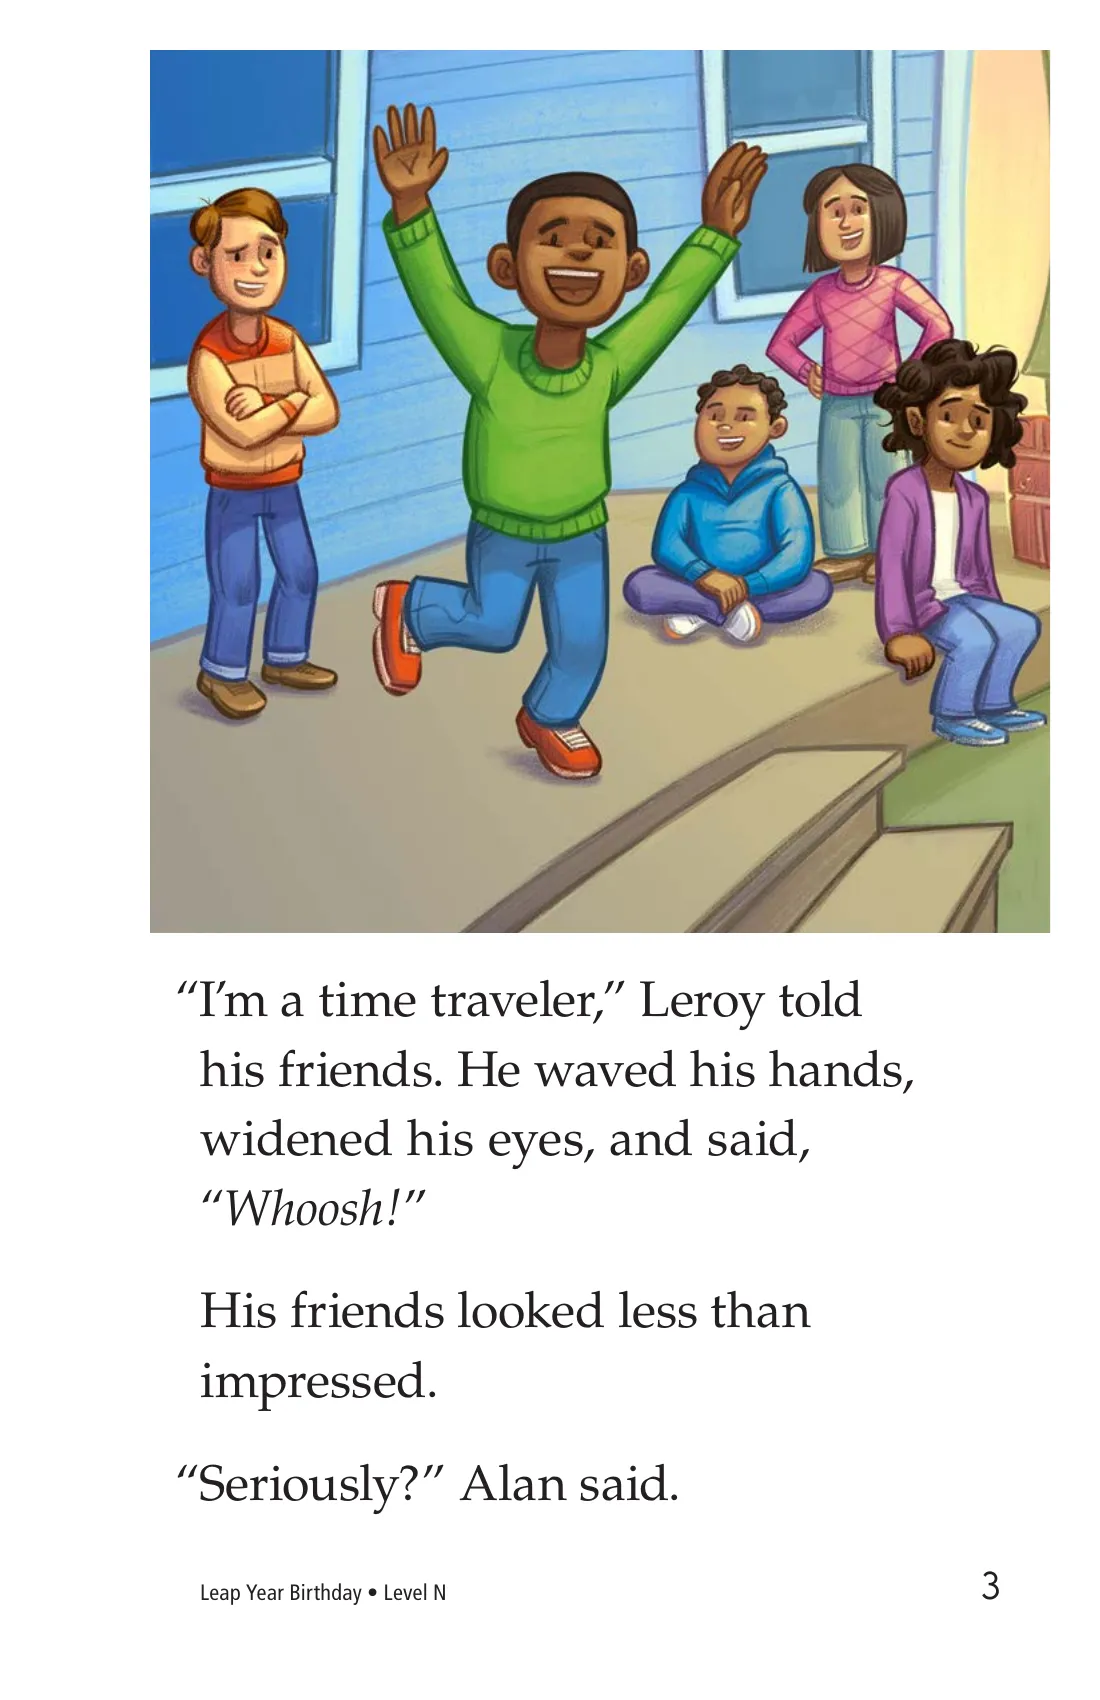 “I’m a time traveler,” Leroy told
his friends. He waved his hands,
widened his eyes, and said,
“Whoosh!”
His friends looked less than
impressed.
“Seriously?” Alan said.
Leap Year Birthday • Level N
3